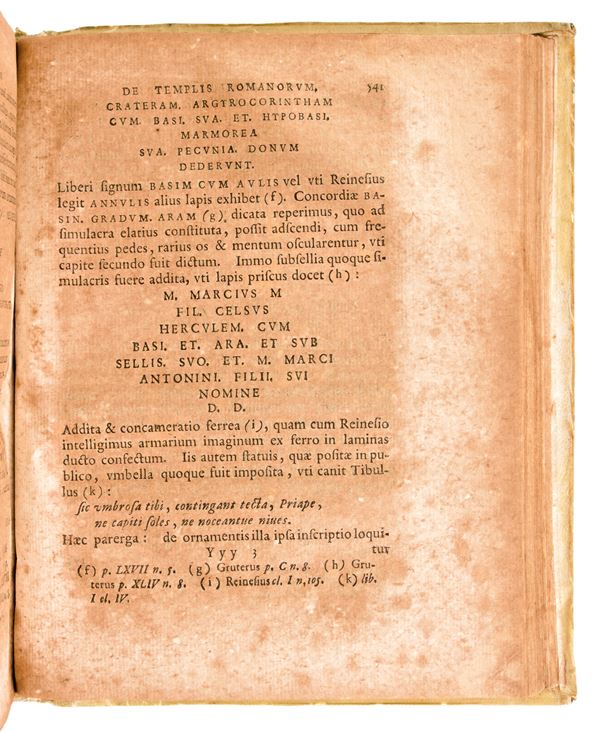 DE TEMPLIS ROMANORVM, 541
CRATERAM. ARGTROCORINTHAM
CVM. BASI. SVA. ET. HTPOBASI.
MARMOREA
SVA. PECVNIA. DONVM
DEDERVNT.
Liberi ſignum BASIM CVM AVLIS vel vti Reineſius
legit ANNVLIS alius lapis exhibet (f). Concordiæ BA-
SIN. GRADVM. ARAM (g) dicata reperimus, quo ad
ſimulacra elatius conſtituta, poſſit adſcendi, cum fre-
quentius pedes, rarius os & mentum oſcularentur, vti
capite ſecundo fuit dictum. Immo ſubſellia quoque ſi-
mulacris fuere addita, vti lapis priſcus docet (h):
M. MARCIVS M
FIL. CELSVS
HERCVLEM. CVM
BASI. ET. ARA. ET SVB
SELLIS. SVO. ET. M. MARCI
ANTONINI. FILII. SVI
NOMINE
D. D.
Addita & concameratio ferrea (i), quam cum Reineſio
intelligimus armarium imaginum ex ferro in laminas
ducto confectum. Iis autem ſtatuis, quæ poſitæ in pu-
blico, vmbella quoque fuit impoſita, vti canit Tibul-
lus (k):
ſic vmbroſa tibi, contingant tecta, Priape,
ne capiti ſoles, ne noceantue niues.
Hæc parerga: de ornamentis illa ipſa inſcriptio loqui-
Yyy 3 tur
(f) p. LXVII n. 5. (g) Gruterus p. C n. 8. (h) Gru-
terus p. XLIV n. 8. (i) Reineſius cl. I n, 105. (k) lib.
I el. IV.